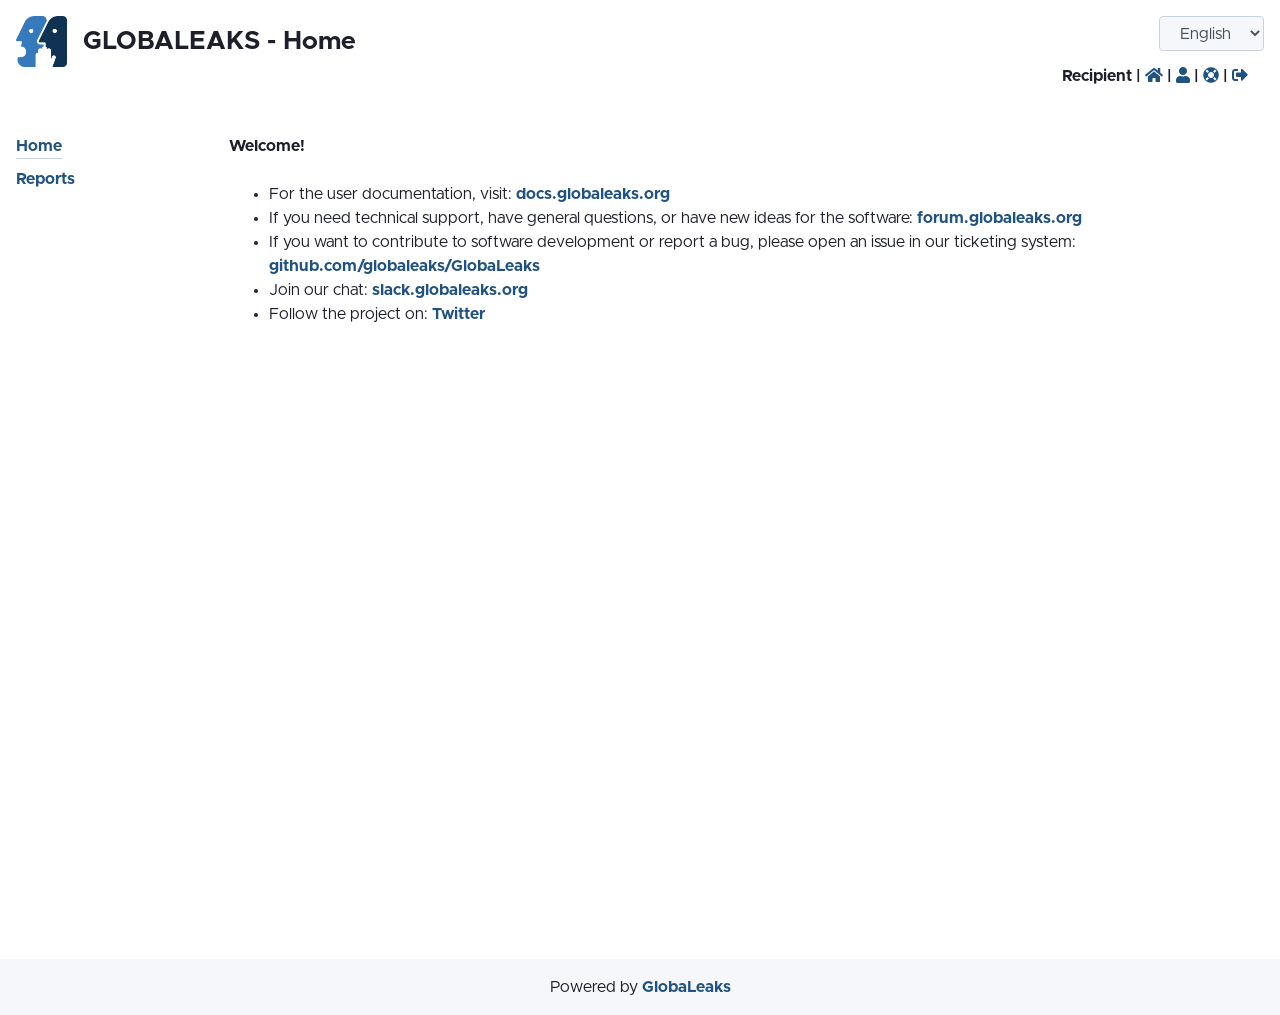 GLOBALEAKS - Home
English
Recipient | | | |
Home
Reports
Welcome!
For the user documentation, visit: docs.globaleaks.org
If you need technical support, have general questions, or have new ideas for the software: forum.globaleaks.org
If you want to contribute to software development or report a bug, please open an issue in our ticketing system:
github.com/globaleaks/GlobaLeaks
Join our chat: slack.globaleaks.org
Follow the project on: Twitter
Powered by GlobaLeaks